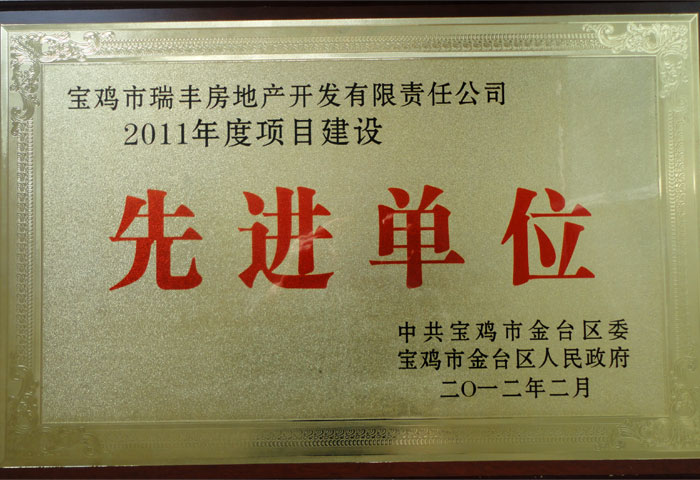 宝鸡市瑞丰房地产开发有限责任公司
2011年度项目建设
先进单位
中共宝鸡市金台区委
宝鸡市金台区人民政府
二O一二年二月